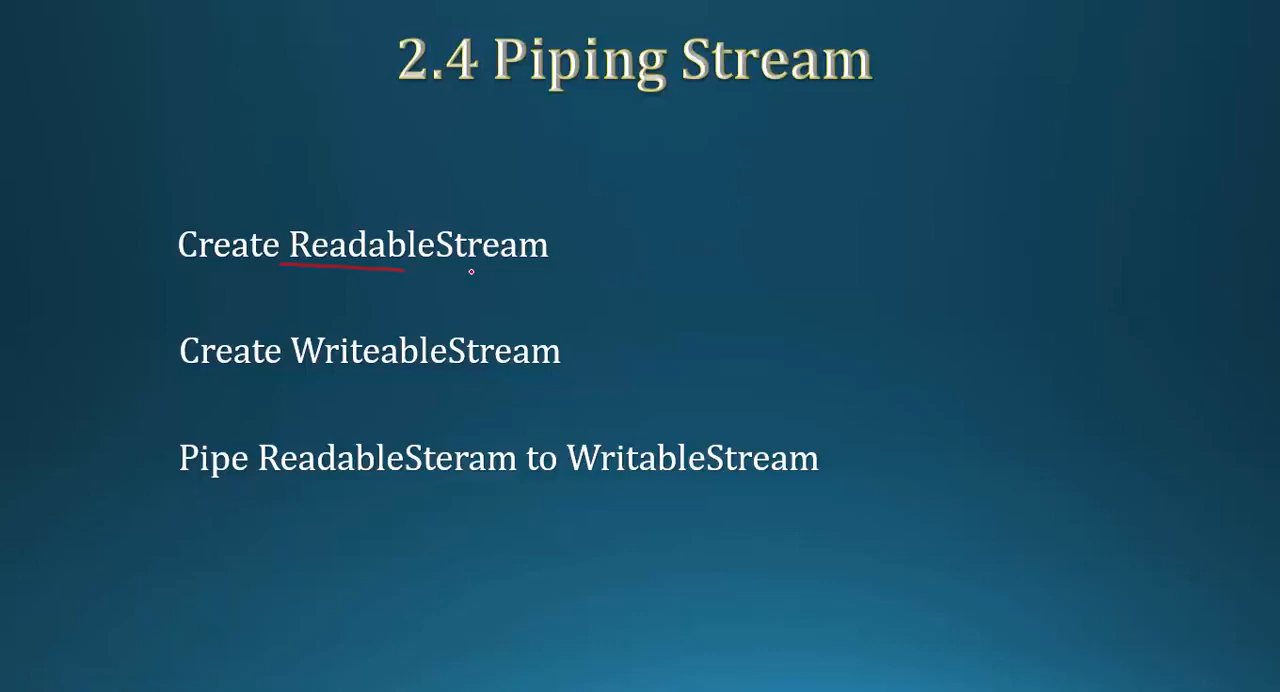 2.4 Piping Stream
Create ReadableStream
Create WriteableStream
Pipe ReadableSteram to WritableStream